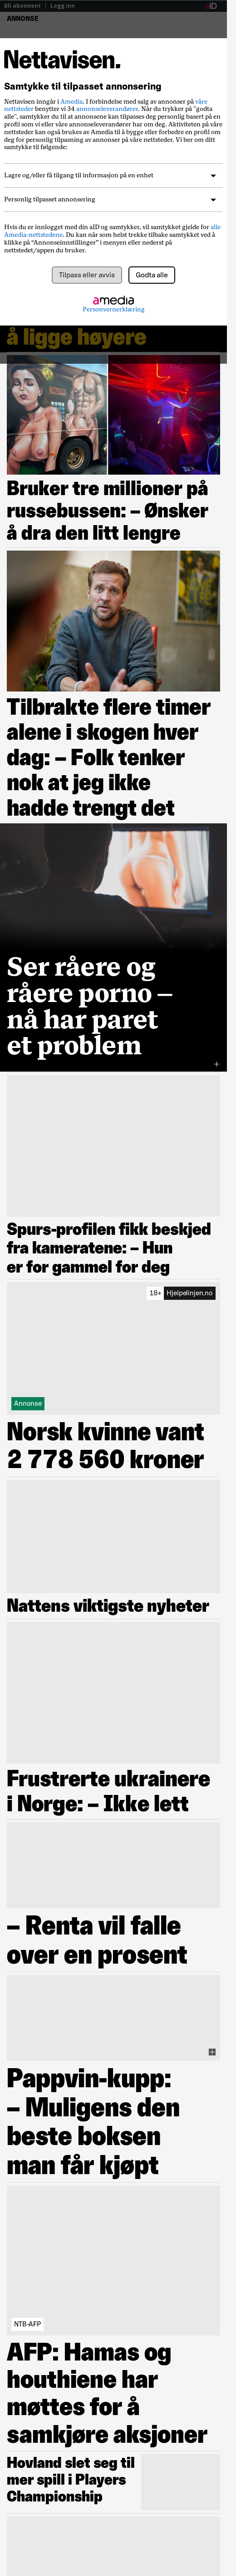 Bli abonnent | Logg inn
aID
ANNONSE
Nettavisen.
Samtykke til tilpasset annonsering
Nettavisen inngår i Amedia. I forbindelse med salg av annonser på våre
nettsteder benytter vi 34 annonseleverandører. Når du trykker på "godta
alle", samtykker du til at annonsene kan tilpasses deg personlig basert på en
profil som vi eller våre annonseleverandører har om deg. Aktiviteten på våre
nettsteder kan også brukes av Amedia til å bygge eller forbedre en profil om
deg for personlig tilpasning av annonser på våre nettsteder. Vi ber om ditt
samtykke til følgende:
Lagre og/eller få tilgang til informasjon på en enhet
Personlig tilpasset annonsering
Hvis du er innlogget med din aID og samtykker, vil samtykket gjelde for alle
Amedia-nettstedene. Du kan når som helst trekke tilbake samtykket ved å
klikke på “Annonseinnstillinger” i menyen eller nederst på
nettstedet/appen du bruker.
Tilpass eller avvis
Godta alle
amedia
Personvernerklæring
å ligge høyere
Bruker tre millioner på
russebussen: – Ønsker
å dra den litt lengre
Tilbrakte flere timer
alene i skogen hver
dag: – Folk tenker
nok at jeg ikke
hadde trengt det
Ser råere og
råere porno –
nå har paret
et problem
Spurs-profilen fikk beskjed
fra kameratene: – Hun
er for gammel for deg
18+ Hjelpelinjen.no
Annonse
Norsk kvinne vant
2 778 560 kroner
Nattens viktigste nyheter
Frustrerte ukrainere
i Norge: – Ikke lett
– Renta vil falle
over en prosent
Pappvin-kupp:
– Muligens den
beste boksen
man får kjøpt
NTB-AFP
AFP: Hamas og
houthiene har
møttes for å
samkjøre aksjoner
Hovland slet seg til
mer spill i Players
Championship